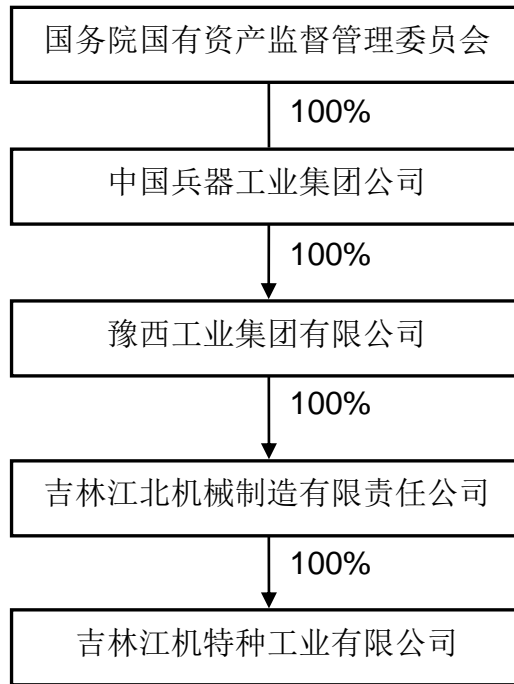 国务院国有资产监督管理委员会
100%
中国兵器工业集团公司
100%
豫西工业集团有限公司
100%
吉林江北机械制造有限责任公司
100%
吉林江机特种工业有限公司